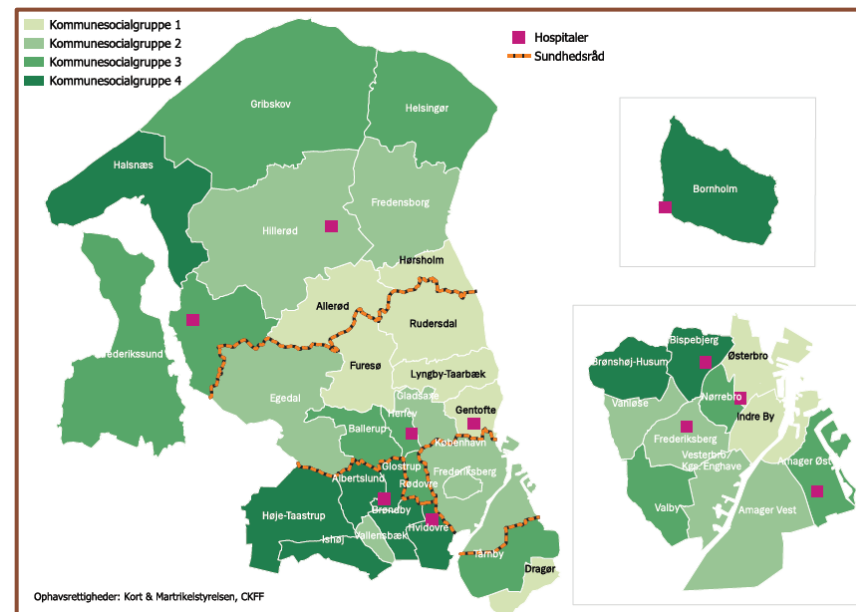 Kommunesocialgruppe 1
Kommunesocialgruppe 2
Kommunesocialgruppe 3
Kommunesocialgruppe 4
Hospitaler
Sundhedsråd
Gribskov
Helsingør
Halsnæs
Fredensborg
Hillerød
Hørsholm
Allerød
Rudersdal
Frederikssund
Furesø
Lyngby-Taarbæk
Egedal
Gladsaxe
Gentofte
Herlev
Ballerup
København
Glostrup
Frederiksberg
Albertslund
Rødovre
Brøndby
Høje-Taastrup
Hvidovre
Vallensbæk
Ishøj
Tårnby
Dragør
Bornholm
Bispebjerg
Østerbro
Brønshøj-Husum
Nørrebro
Vanløse
Indre By
Frederiksberg
Vesterbro/
Kgs. Enghave
Amager Øst
Valby
Amager Vest
Ophavsrettigheder: Kort & Martrikelstyrelsen, CKFF